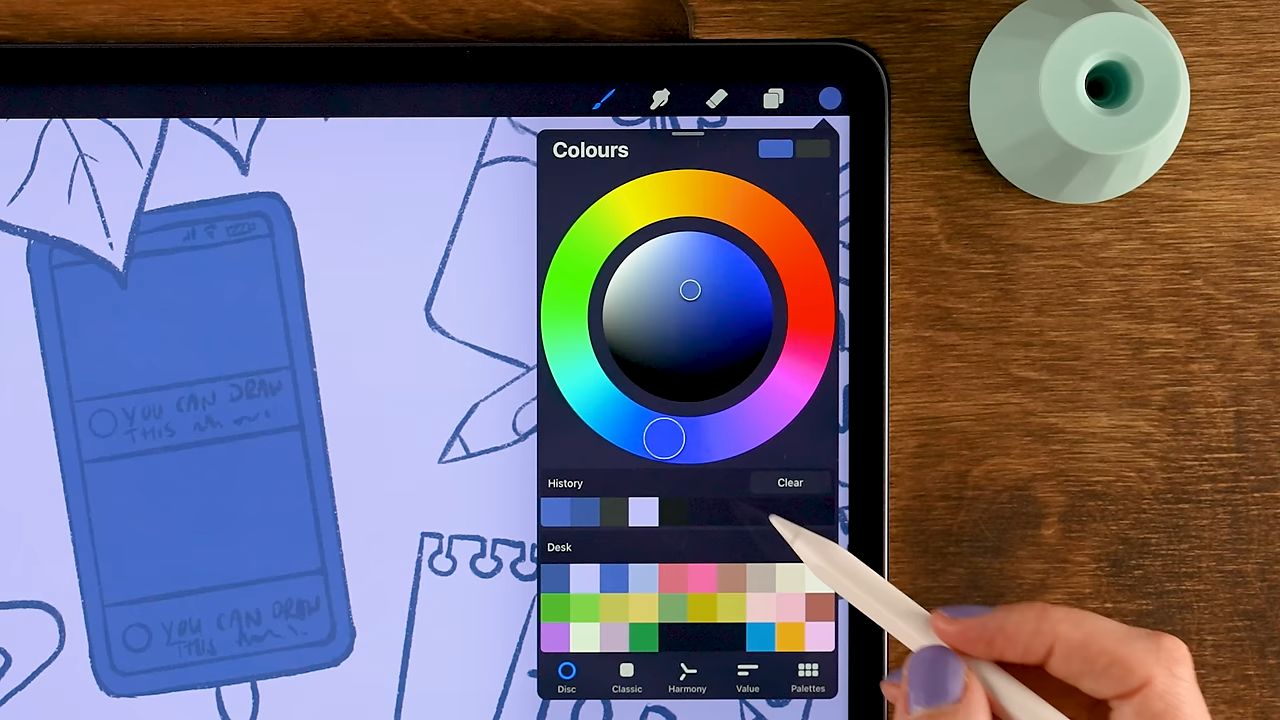 Colours
YOU CAN DRAW
THIS
History
Clear
Desk
YOU CAN DRAW
THIS
Disc
Classic
Harmony
Value
Palettes